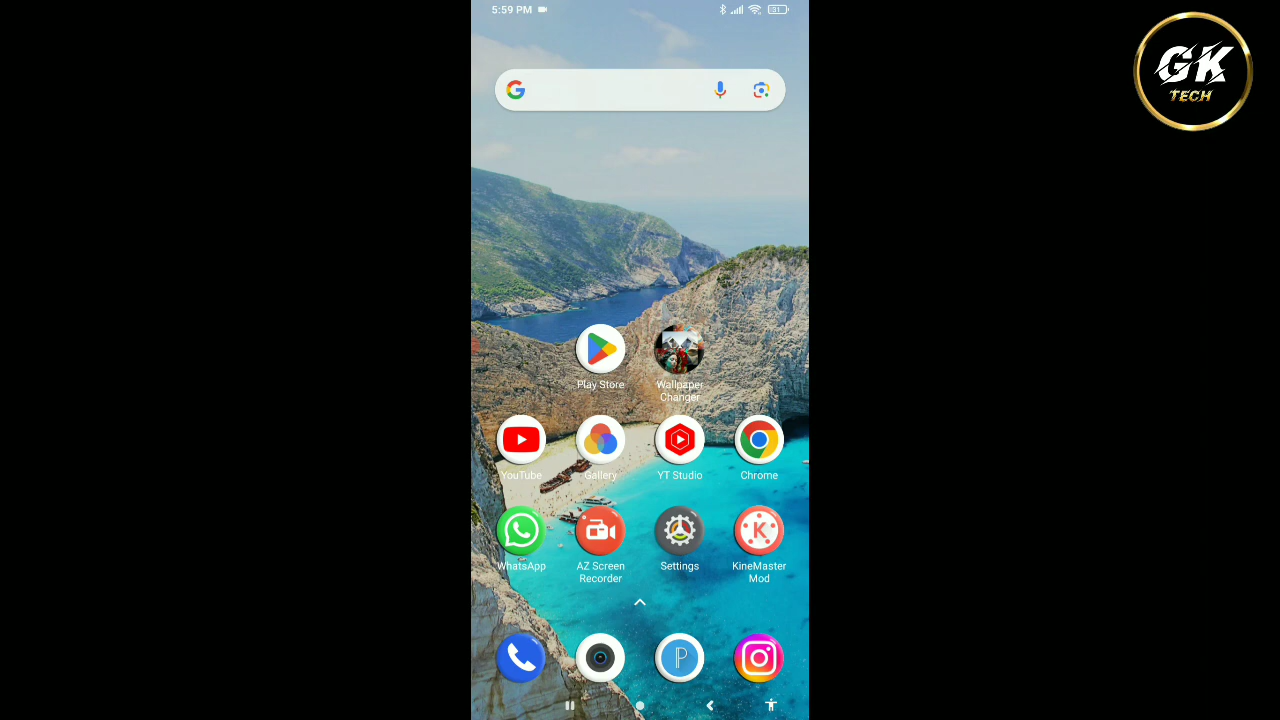 5:59 PM
31
GK
TECH
Play Store
Wallpaper
Changer
YouTube
Gallery
YT Studio
Chrome
WhatsApp
AZ Screen
Recorder
Settings
K
KineMaster
Mod
P